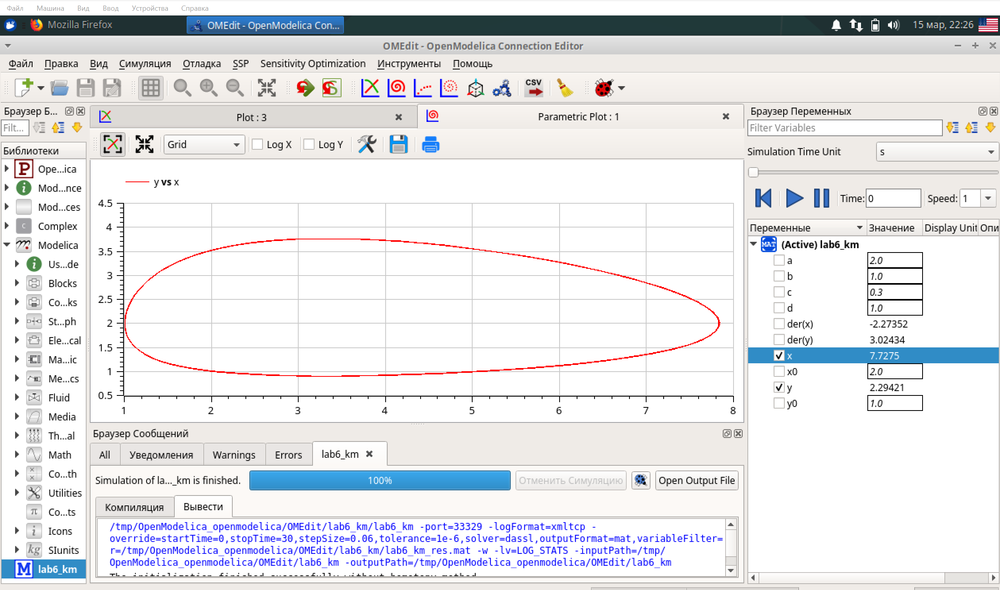 Файл Машина Вид Ввод Устройства Справка
Mozilla Firefox OMEdit - OpenModelica Con... 15 мар, 22:26
OMEdit - OpenModelica Connection Editor
Файл Правка Вид Симуляция Отладка SSP Sensitivity Optimization Инструменты Помощь
CSV
Браузер Б...
Filt...
Библиотеки
P Ope...ica
i Mod...nce
Mod...ces
C Complex
Modelica
i Us...de
Blocks
Co...ks
St...ph
Ele...cal
Ma...ic
Me...cs
Fluid
Media
Th...al
Math
Co...th
Utilities
π Co...ts
i Icons
kg SIunits
M lab6_km
Plot : 3 Parametric Plot : 1
Grid Log X Log Y
y vs x
4.5
4
3.5
3
2.5
2
1.5
1
0.5
1 2 3 4 5 6 7 8
Браузер Сообщений
All Уведомления Warnings Errors lab6_km
Simulation of la..._km is finished. 100% Отменить Симуляцию Open Output File
Компиляция Вывести
/tmp/OpenModelica_openmodelica/OMEdit/lab6_km/lab6_km -port=33329 -logFormat=xmltcp -
override=startTime=0,stopTime=30,stepSize=0.06,tolerance=1e-6,solver=dassl,outputFormat=mat,variableFilter=
r=/tmp/OpenModelica_openmodelica/OMEdit/lab6_km/lab6_km_res.mat -w -lv=LOG_STATS -inputPath=/tmp/
OpenModelica_openmodelica/OMEdit/lab6_km -outputPath=/tmp/OpenModelica_openmodelica/OMEdit/lab6_km
The initialization finished successfully without homotopy method
Браузер Переменных
Filter Variables
Simulation Time Unit s
Time: 0 Speed: 1
Переменные Значение Display Unit Опи
MAT (Active) lab6_km
a 2.0
b 1.0
c 0.3
d 1.0
der(x) -2.27352
der(y) 3.02434
x 7.7275
x0 2.0
y 2.29421
y0 1.0